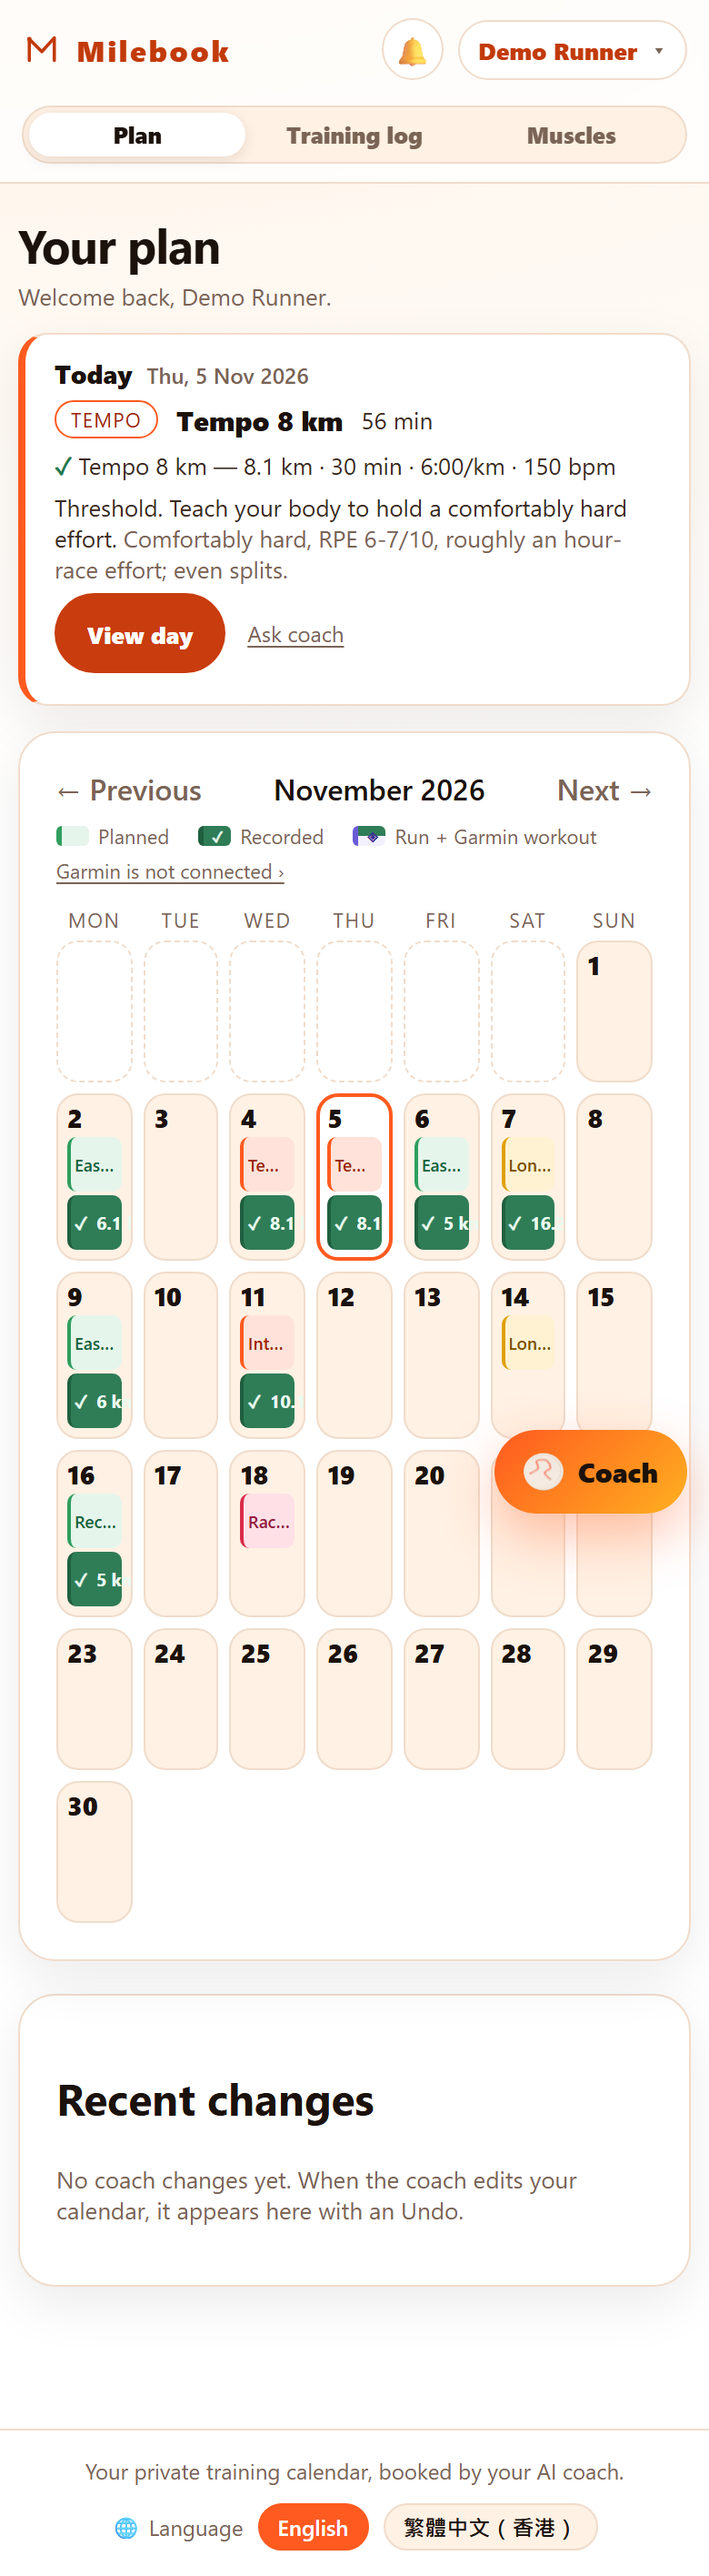 Milebook
Demo Runner
Plan Training log Muscles
Your plan
Welcome back, Demo Runner.
Today Thu, 5 Nov 2026
TEMPO Tempo 8 km 56 min
✓ Tempo 8 km — 8.1 km · 30 min · 6:00/km · 150 bpm
Threshold. Teach your body to hold a comfortably hard
effort. Comfortably hard, RPE 6-7/10, roughly an hour-
race effort; even splits.
View day Ask coach
← Previous November 2026 Next →
Planned ✓ Recorded Run + Garmin workout
Garmin is not connected ›
MON TUE WED THU FRI SAT SUN
1
2 3 4 5 6 7 8
Eas... Te... Te... Eas... Lon...
✓ 6.1 ✓ 8.1 ✓ 8.1 ✓ 5 k ✓ 16.
9 10 11 12 13 14 15
Eas... Int... Lon...
✓ 6 k ✓ 10.
16 17 18 19 20
Coach
Rec... Rac...
✓ 5 k
23 24 25 26 27 28 29
30
Recent changes
No coach changes yet. When the coach edits your
calendar, it appears here with an Undo.
Your private training calendar, booked by your AI coach.
Language English 繁體中文（香港）